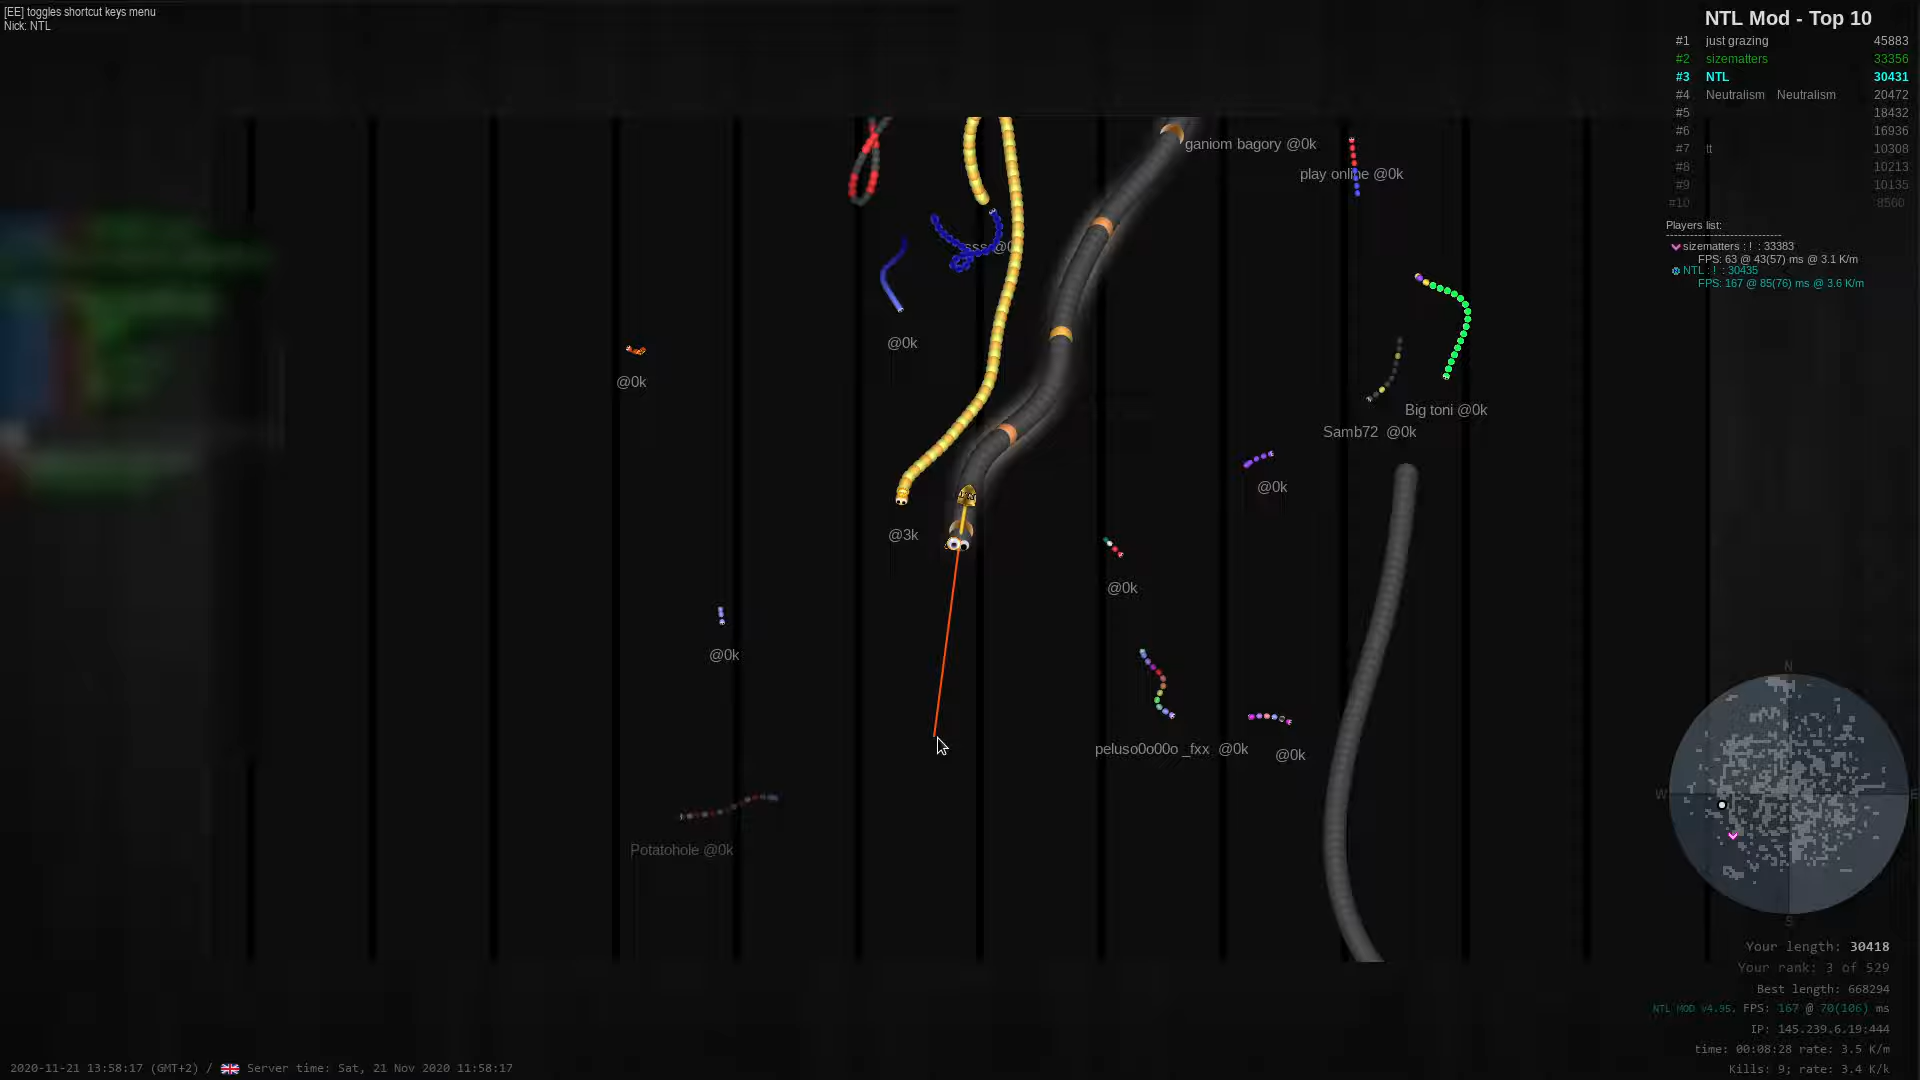 [EE] toggles shortcut keys menu
Nick: NTL
NTL Mod - Top 10
#1 just grazing 45883
#2 sizematters 33356
#3 NTL 30431
#4 Neutralism Neutralism 20472
#5 18432
#6 16936
#7 tt 10308
#8 10213
#9 10135
#10 8560
Players list:
sizematters : ! : 33383
FPS: 63 @ 43(57) ms @ 3.1 K/m
NTL : ! : 30435
FPS: 167 @ 85(76) ms @ 3.6 K/m
ganiom bagory @0k
play online @0k
@0k
@0k
Big toni @0k
Samb72 @0k
@0k
@3k
@0k
@0k
peluso0o00o _fxx @0k
@0k
Potatohole @0k
N
W
E
S
Your length: 30418
Your rank: 3 of 529
Best length: 668294
NTL MOD v4.95. FPS: 167 @ 70(106) ms
IP: 145.239.6.19:444
time: 00:08:28 rate: 3.5 K/m
Kills: 9; rate: 3.4 K/k
2020-11-21 13:58:17 (GMT+2) / Server time: Sat, 21 Nov 2020 11:58:17